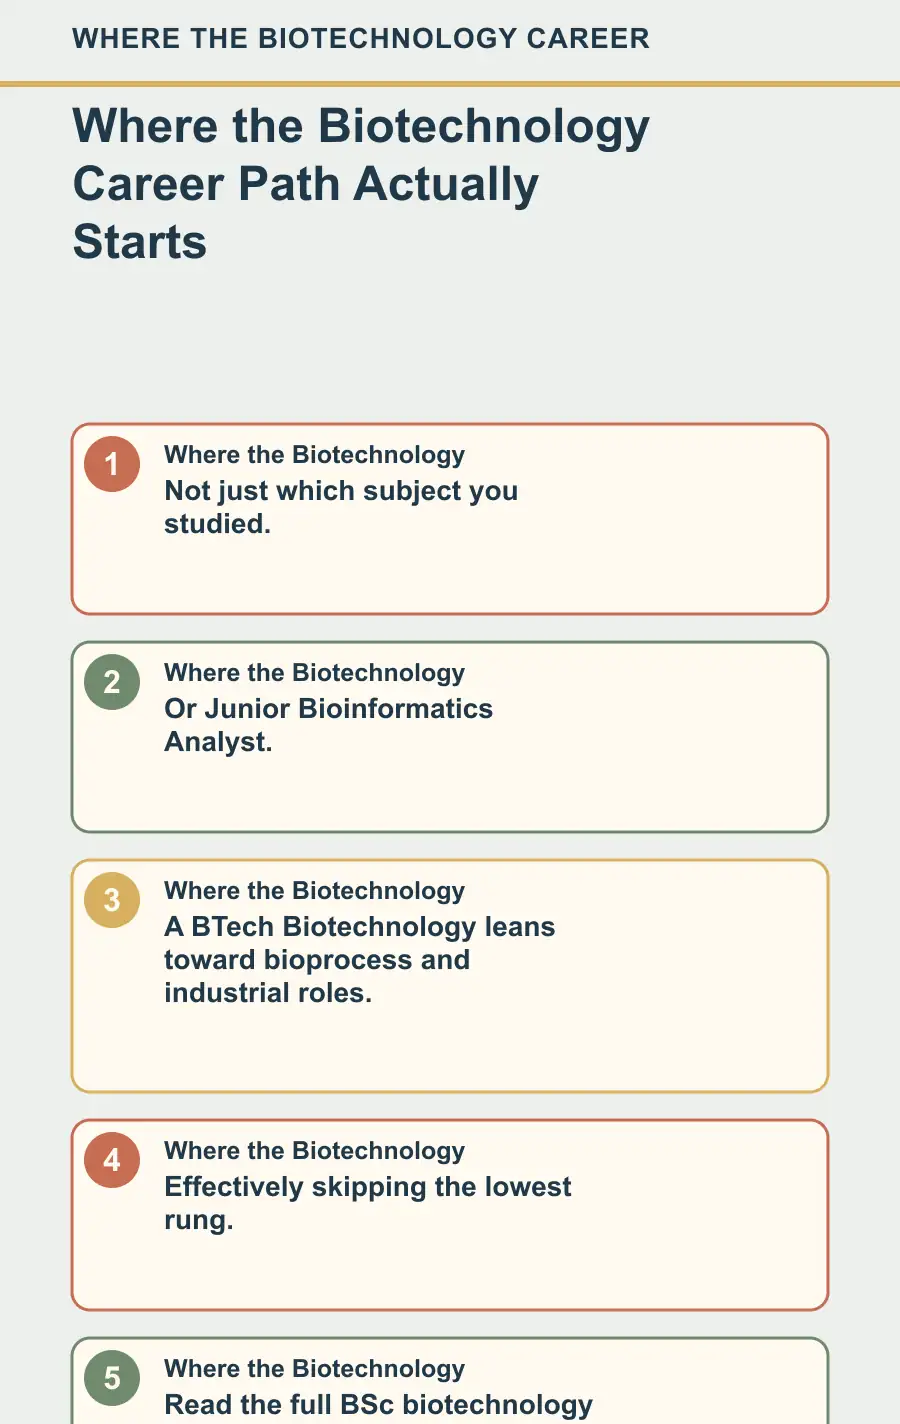 WHERE THE BIOTECHNOLOGY CAREER
Where the Biotechnology
Career Path Actually
Starts
1
Where the Biotechnology
Not just which subject you
studied.
2
Where the Biotechnology
Or Junior Bioinformatics
Analyst.
3
Where the Biotechnology
A BTech Biotechnology leans
toward bioprocess and
industrial roles.
4
Where the Biotechnology
Effectively skipping the lowest
rung.
5
Where the Biotechnology
Read the full BSc biotechnology